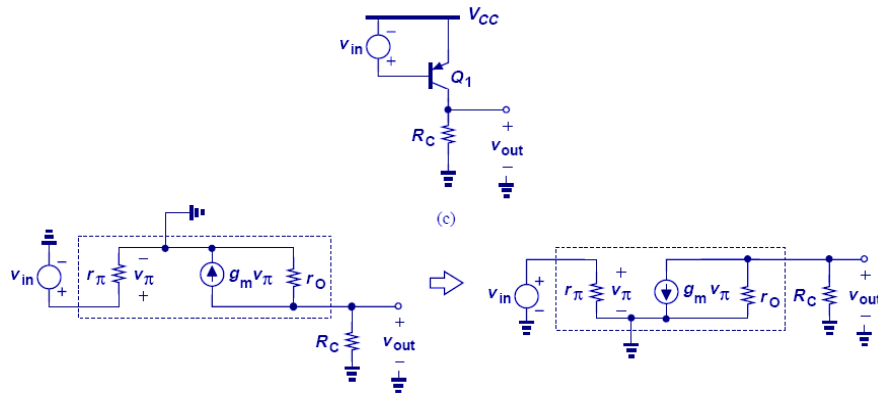 V_CC
v_in
−
+
Q_1
R_C
+
v_out
−
(c)
−
v_in
+
r_π
−
v_π
+
g_m v_π
r_O
R_C
+
v_out
−
+
v_in
−
r_π
+
v_π
−
g_m v_π
r_O
R_C
+
v_out
−